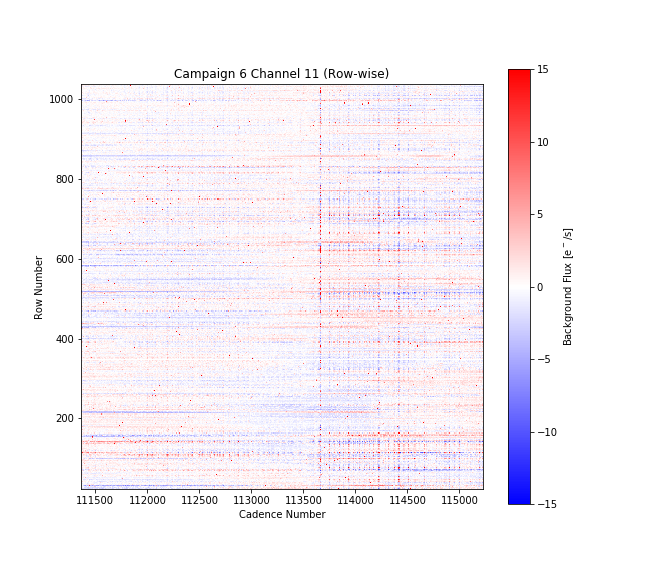 Campaign 6 Channel 11 (Row-wise)
1000
800
600
400
200
Row Number
111500 112000 112500 113000 113500 114000 114500 115000
Cadence Number
15
10
5
0
−5
−10
−15
Background Flux [e⁻/s]